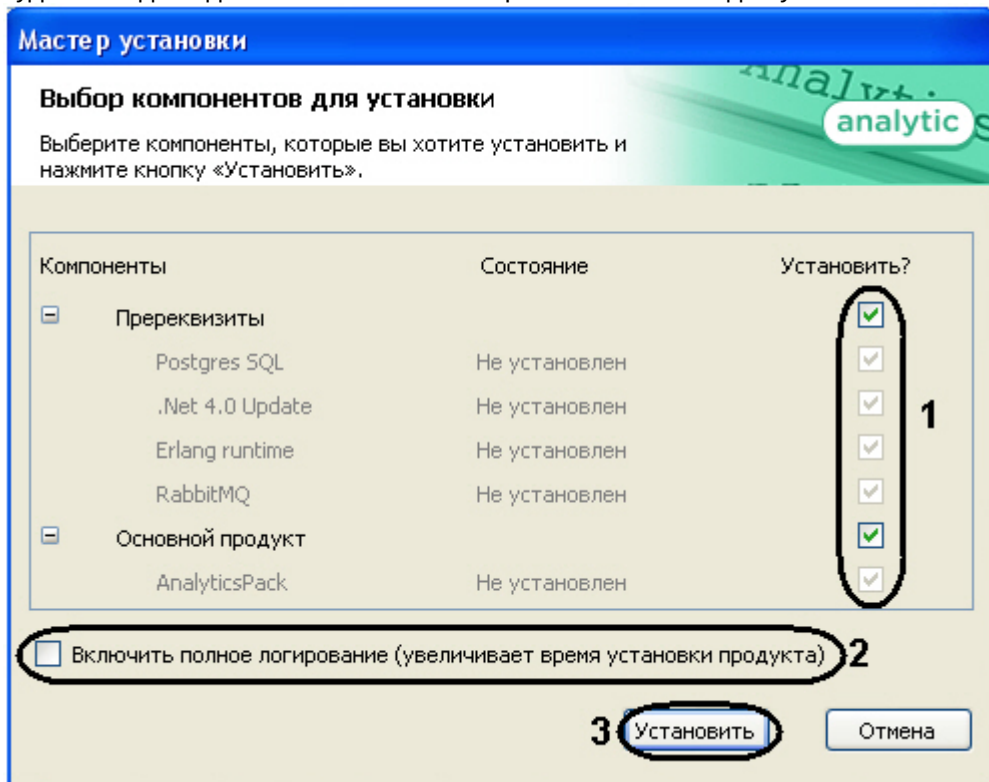 Мастер установки
Выбор компонентов для установки
Выберите компоненты, которые вы хотите установить и
нажмите кнопку «Установить».
Analytics
analytic
Компоненты Состояние Установить?
Пререквизиты
Postgres SQL Не установлен
.Net 4.0 Update Не установлен
1
Erlang runtime Не установлен
RabbitMQ Не установлен
Основной продукт
AnalyticsPack Не установлен
Включить полное логирование (увеличивает время установки продукта) 2
3 Установить Отмена